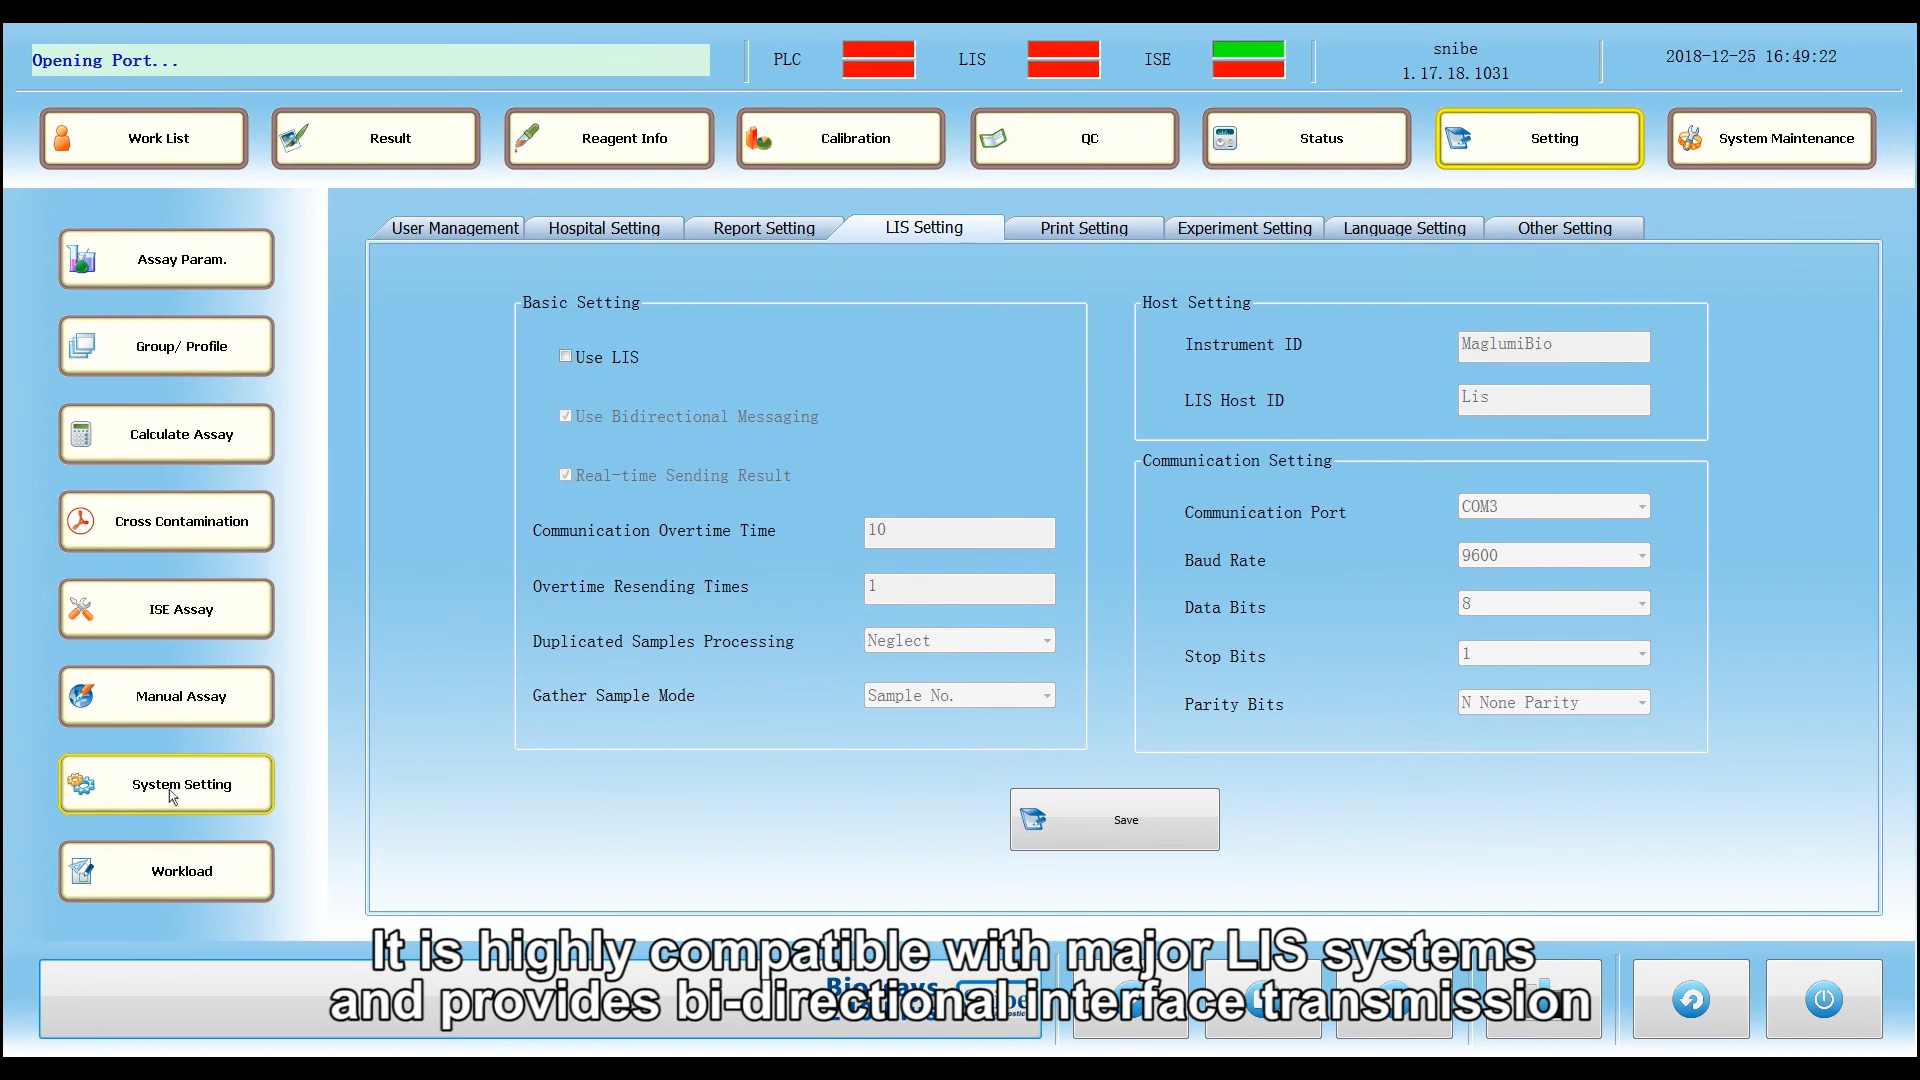 Opening Port...
PLC
LIS
ISE
snibe
1.17.18.1031
2018-12-25 16:49:22
Work List
Result
Reagent Info
Calibration
QC
Status
Setting
System Maintenance
Assay Param.
Group/ Profile
Calculate Assay
Cross Contamination
ISE Assay
Manual Assay
System Setting
Workload
User Management
Hospital Setting
Report Setting
LIS Setting
Print Setting
Experiment Setting
Language Setting
Other Setting
Basic Setting
Use LIS
Use Bidirectional Messaging
Real-time Sending Result
Communication Overtime Time
10
Overtime Resending Times
1
Duplicated Samples Processing
Neglect
Gather Sample Mode
Sample No.
Host Setting
Instrument ID
MaglumiBio
LIS Host ID
Lis
Communication Setting
Communication Port
COM3
Baud Rate
9600
Data Bits
8
Stop Bits
1
Parity Bits
N None Parity
Save
It is highly compatible with major LIS systems
and provides bi-directional interface transmission